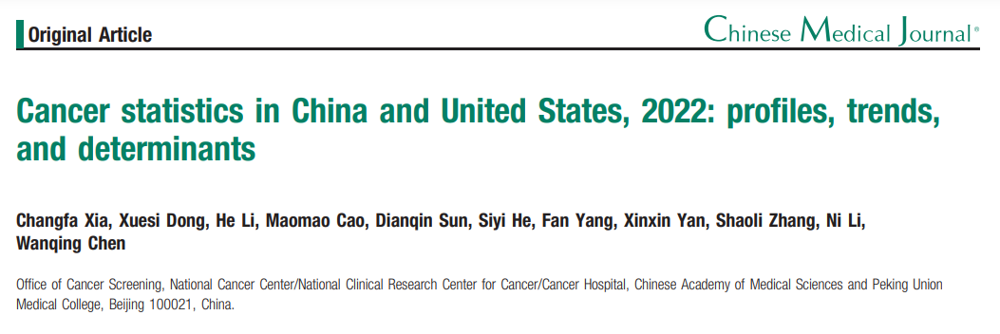 Original Article
Chinese Medical Journal®
Cancer statistics in China and United States, 2022: profiles, trends,
and determinants
Changfa Xia, Xuesi Dong, He Li, Maomao Cao, Dianqin Sun, Siyi He, Fan Yang, Xinxin Yan, Shaoli Zhang, Ni Li,
Wanqing Chen
Office of Cancer Screening, National Cancer Center/National Clinical Research Center for Cancer/Cancer Hospital, Chinese Academy of Medical Sciences and Peking Union
Medical College, Beijing 100021, China.